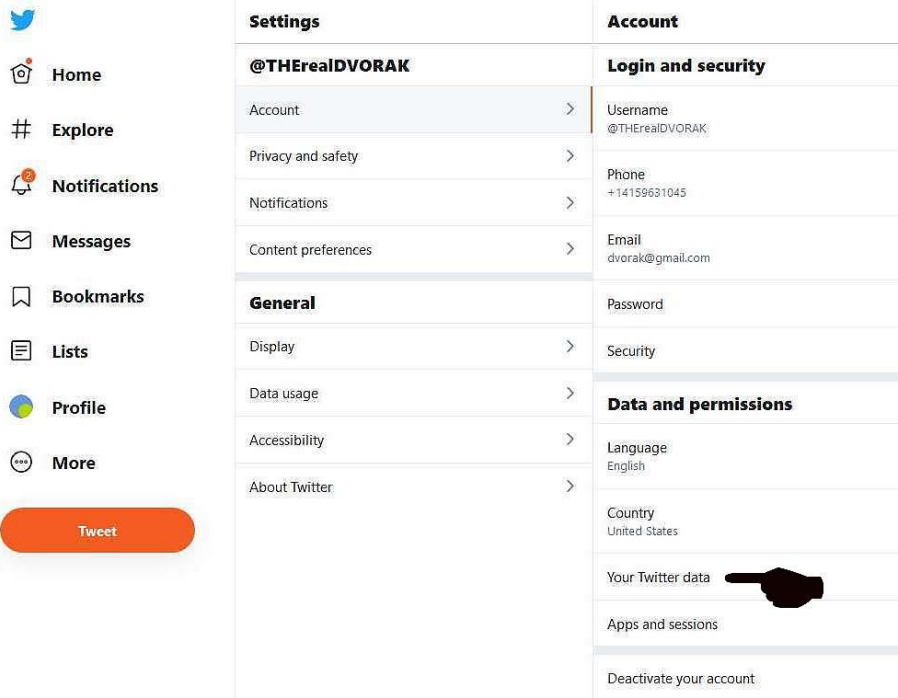 Home
Explore
2
Notifications
Messages
Bookmarks
Lists
Profile
More
Tweet
Settings
@THErealDVORAK
Account
Privacy and safety
Notifications
Content preferences
General
Display
Data usage
Accessibility
About Twitter
Account
Login and security
Username
@THErealDVORAK
Phone
+14159631045
Email
dvorak@gmail.com
Password
Security
Data and permissions
Language
English
Country
United States
Your Twitter data
Apps and sessions
Deactivate your account